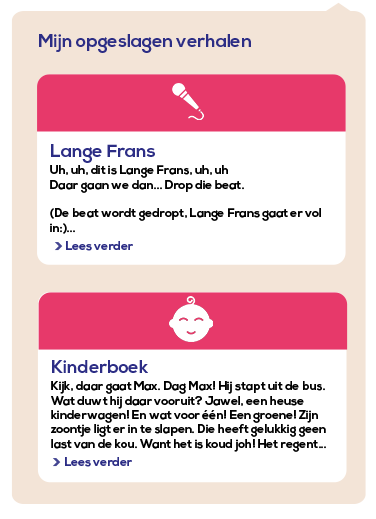 Mijn opgeslagen verhalen
Lange Frans
Uh, uh, dit is Lange Frans, uh, uh
Daar gaan we dan... Drop die beat.
(De beat wordt gedropt, Lange Frans gaat er vol
in:)...
> Lees verder
Kinderboek
Kijk, daar gaat Max. Dag Max! Hij stapt uit de bus.
Wat duwt hij daar vooruit? Jawel, een heuse
kinderwagen! En wat voor één! Een groene! Zijn
zoontje ligt er in te slapen. Die heeft gelukkig geen
last van de kou. Want het is koud joh! Het regent...
> Lees verder